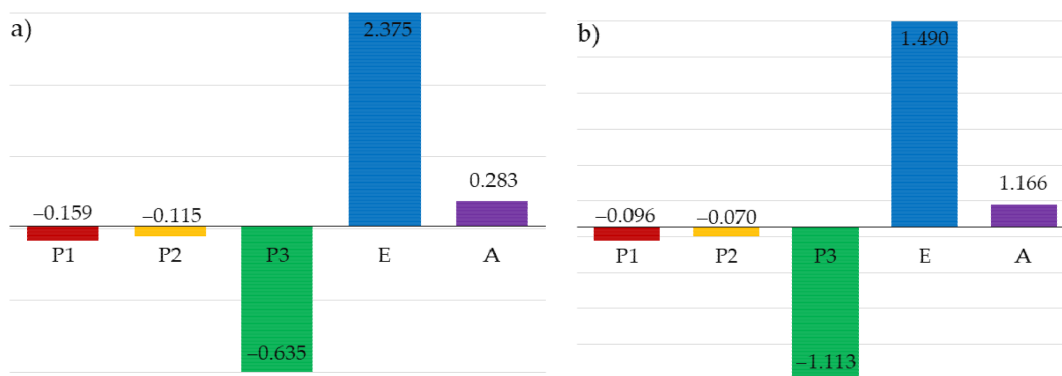 a)
2.375
0.283
−0.159
−0.115
P1
P2
P3
E
A
−0.635
b)
1.490
1.166
−0.096
−0.070
P1
P2
P3
E
A
−1.113